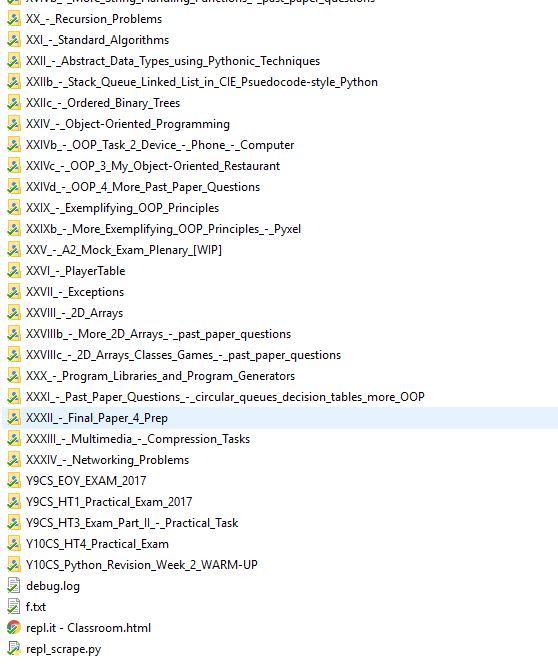 XX_-_Recursion_Problems
XXI_-_Standard_Algorithms
XXII_-_Abstract_Data_Types_using_Pythonic_Techniques
XXIIb_-_Stack_Queue_Linked_List_in_CIE_Psuedocode-style_Python
XXIIc_-_Ordered_Binary_Trees
XXIV_-_Object-Oriented_Programming
XXIVb_-_OOP_Task_2_Device_-_Phone_-_Computer
XXIVc_-_OOP_3_My_Object-Oriented_Restaurant
XXIVd_-_OOP_4_More_Past_Paper_Questions
XXIX_-_Exemplifying_OOP_Principles
XXIXb_-_More_Exemplifying_OOP_Principles_-_Pyxel
XXV_-_A2_Mock_Exam_Plenary_[WIP]
XXVI_-_PlayerTable
XXVII_-_Exceptions
XXVIII_-_2D_Arrays
XXVIIIb_-_More_2D_Arrays_-_past_paper_questions
XXVIIIc_-_2D_Arrays_Classes_Games_-_past_paper_questions
XXX_-_Program_Libraries_and_Program_Generators
XXXI_-_Past_Paper_Questions_-_circular_queues_decision_tables_more_OOP
XXXII_-_Final_Paper_4_Prep
XXXIII_-_Multimedia_-_Compression_Tasks
XXXIV_-_Networking_Problems
Y9CS_EOY_EXAM_2017
Y9CS_HT1_Practical_Exam_2017
Y9CS_HT3_Exam_Part_II_-_Practical_Task
Y10CS_HT4_Practical_Exam
Y10CS_Python_Revision_Week_2_WARM-UP
debug.log
f.txt
repl.it - Classroom.html
repl_scrape.py